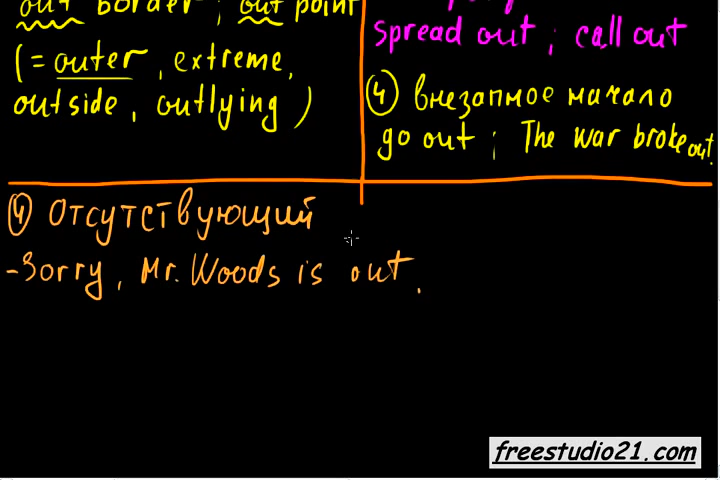 out border ; out point
(= outer , extreme,
outside , outlying )
spread out ; call out
④ внезапное начало
go out ; The war broke out.
④ Отсутствующий
- Sorry, Mr. Woods is out.
freestudio21.com